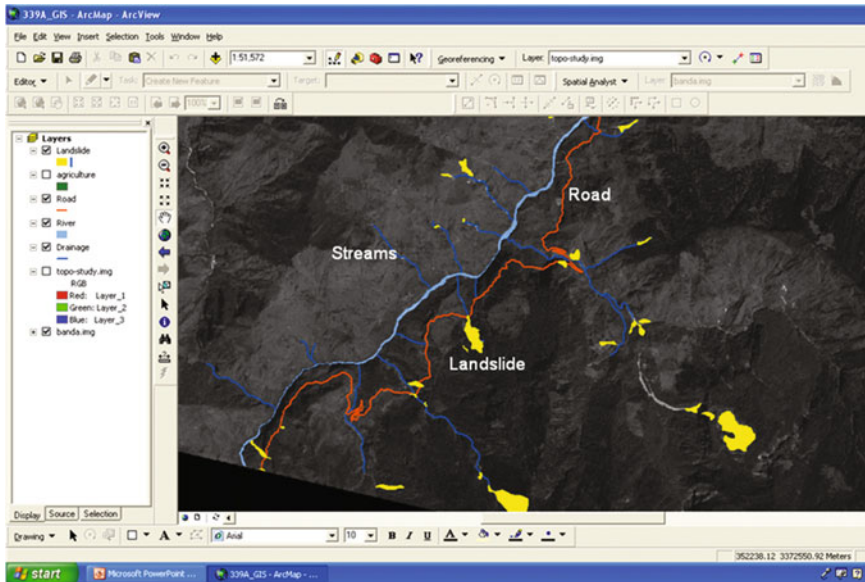 339A_GIS - ArcMap - ArcView
File Edit View Insert Selection Tools Window Help
1:51,572 Georeferencing Layer: topo-study.img
Editor Task: Create New Feature Target: Spatial Analyst Layer: banda.img
100%
Layers
Landslide
agriculture
Road
River
Drainage
topo-study.img
RGB
Red: Layer_1
Green: Layer_2
Blue: Layer_3
banda.img
Road
Streams
Landslide
Display Source Selection
Drawing A Arial 10 B I U A
352238.12 3372550.92 Meters
start Microsoft PowerPoint ... 339A_GIS - ArcMap - ...